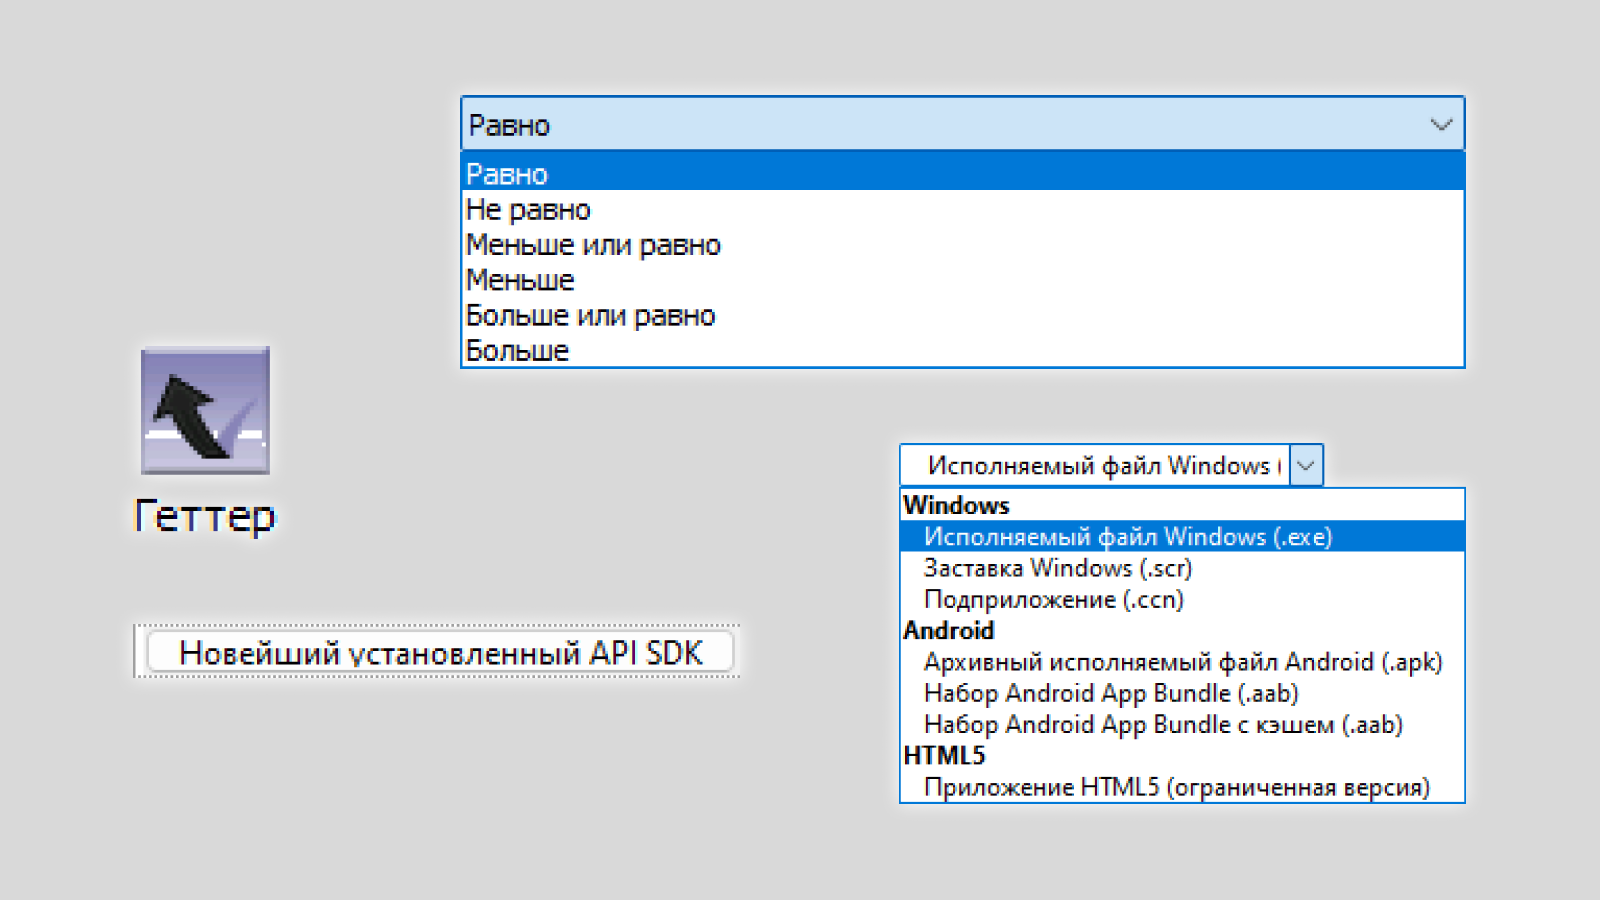 Равно
Равно
Не равно
Меньше или равно
Меньше
Больше или равно
Больше
Геттер
Новейший установленный API SDK
Исполняемый файл Windows (
Windows
Исполняемый файл Windows (.exe)
Заставка Windows (.scr)
Подприложение (.ccn)
Android
Архивный исполняемый файл Android (.apk)
Набор Android App Bundle (.aab)
Набор Android App Bundle с кэшем (.aab)
HTML5
Приложение HTML5 (ограниченная версия)